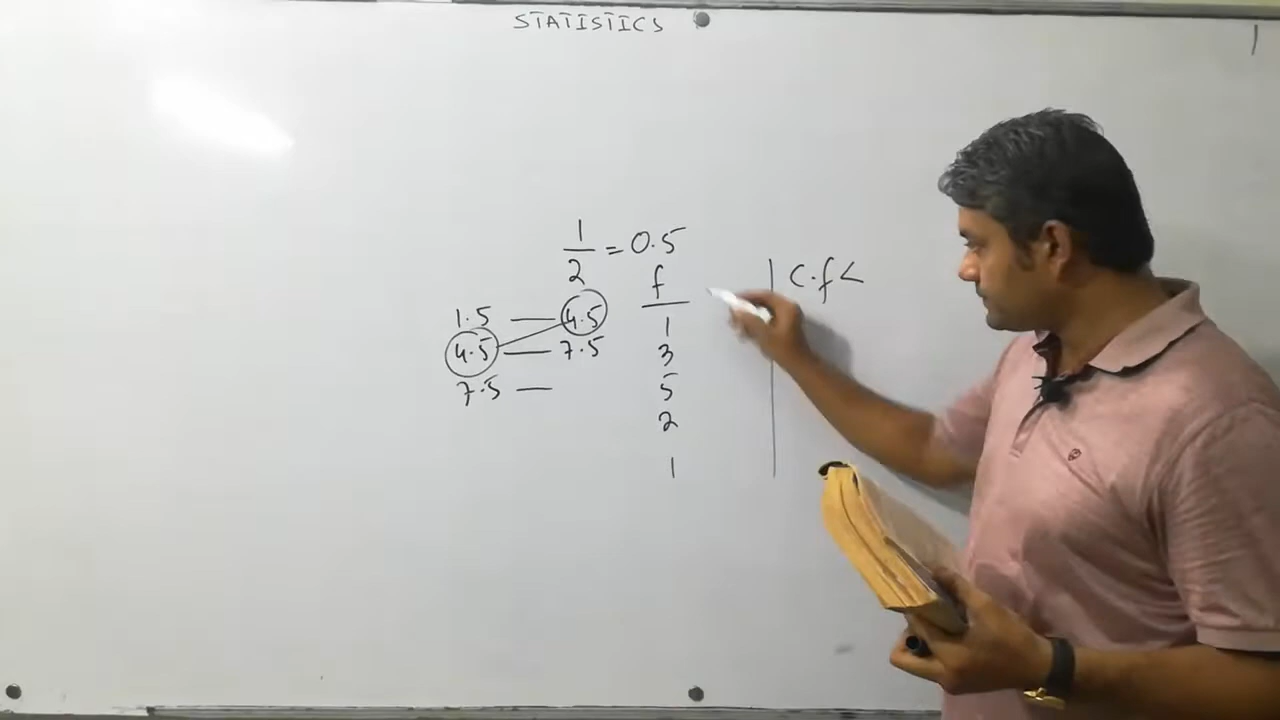 STATISTICS
1/2 = 0.5
f
c.f<
1.5 — 4.5
1
4.5 — 7.5
3
7.5 —
5
2
1